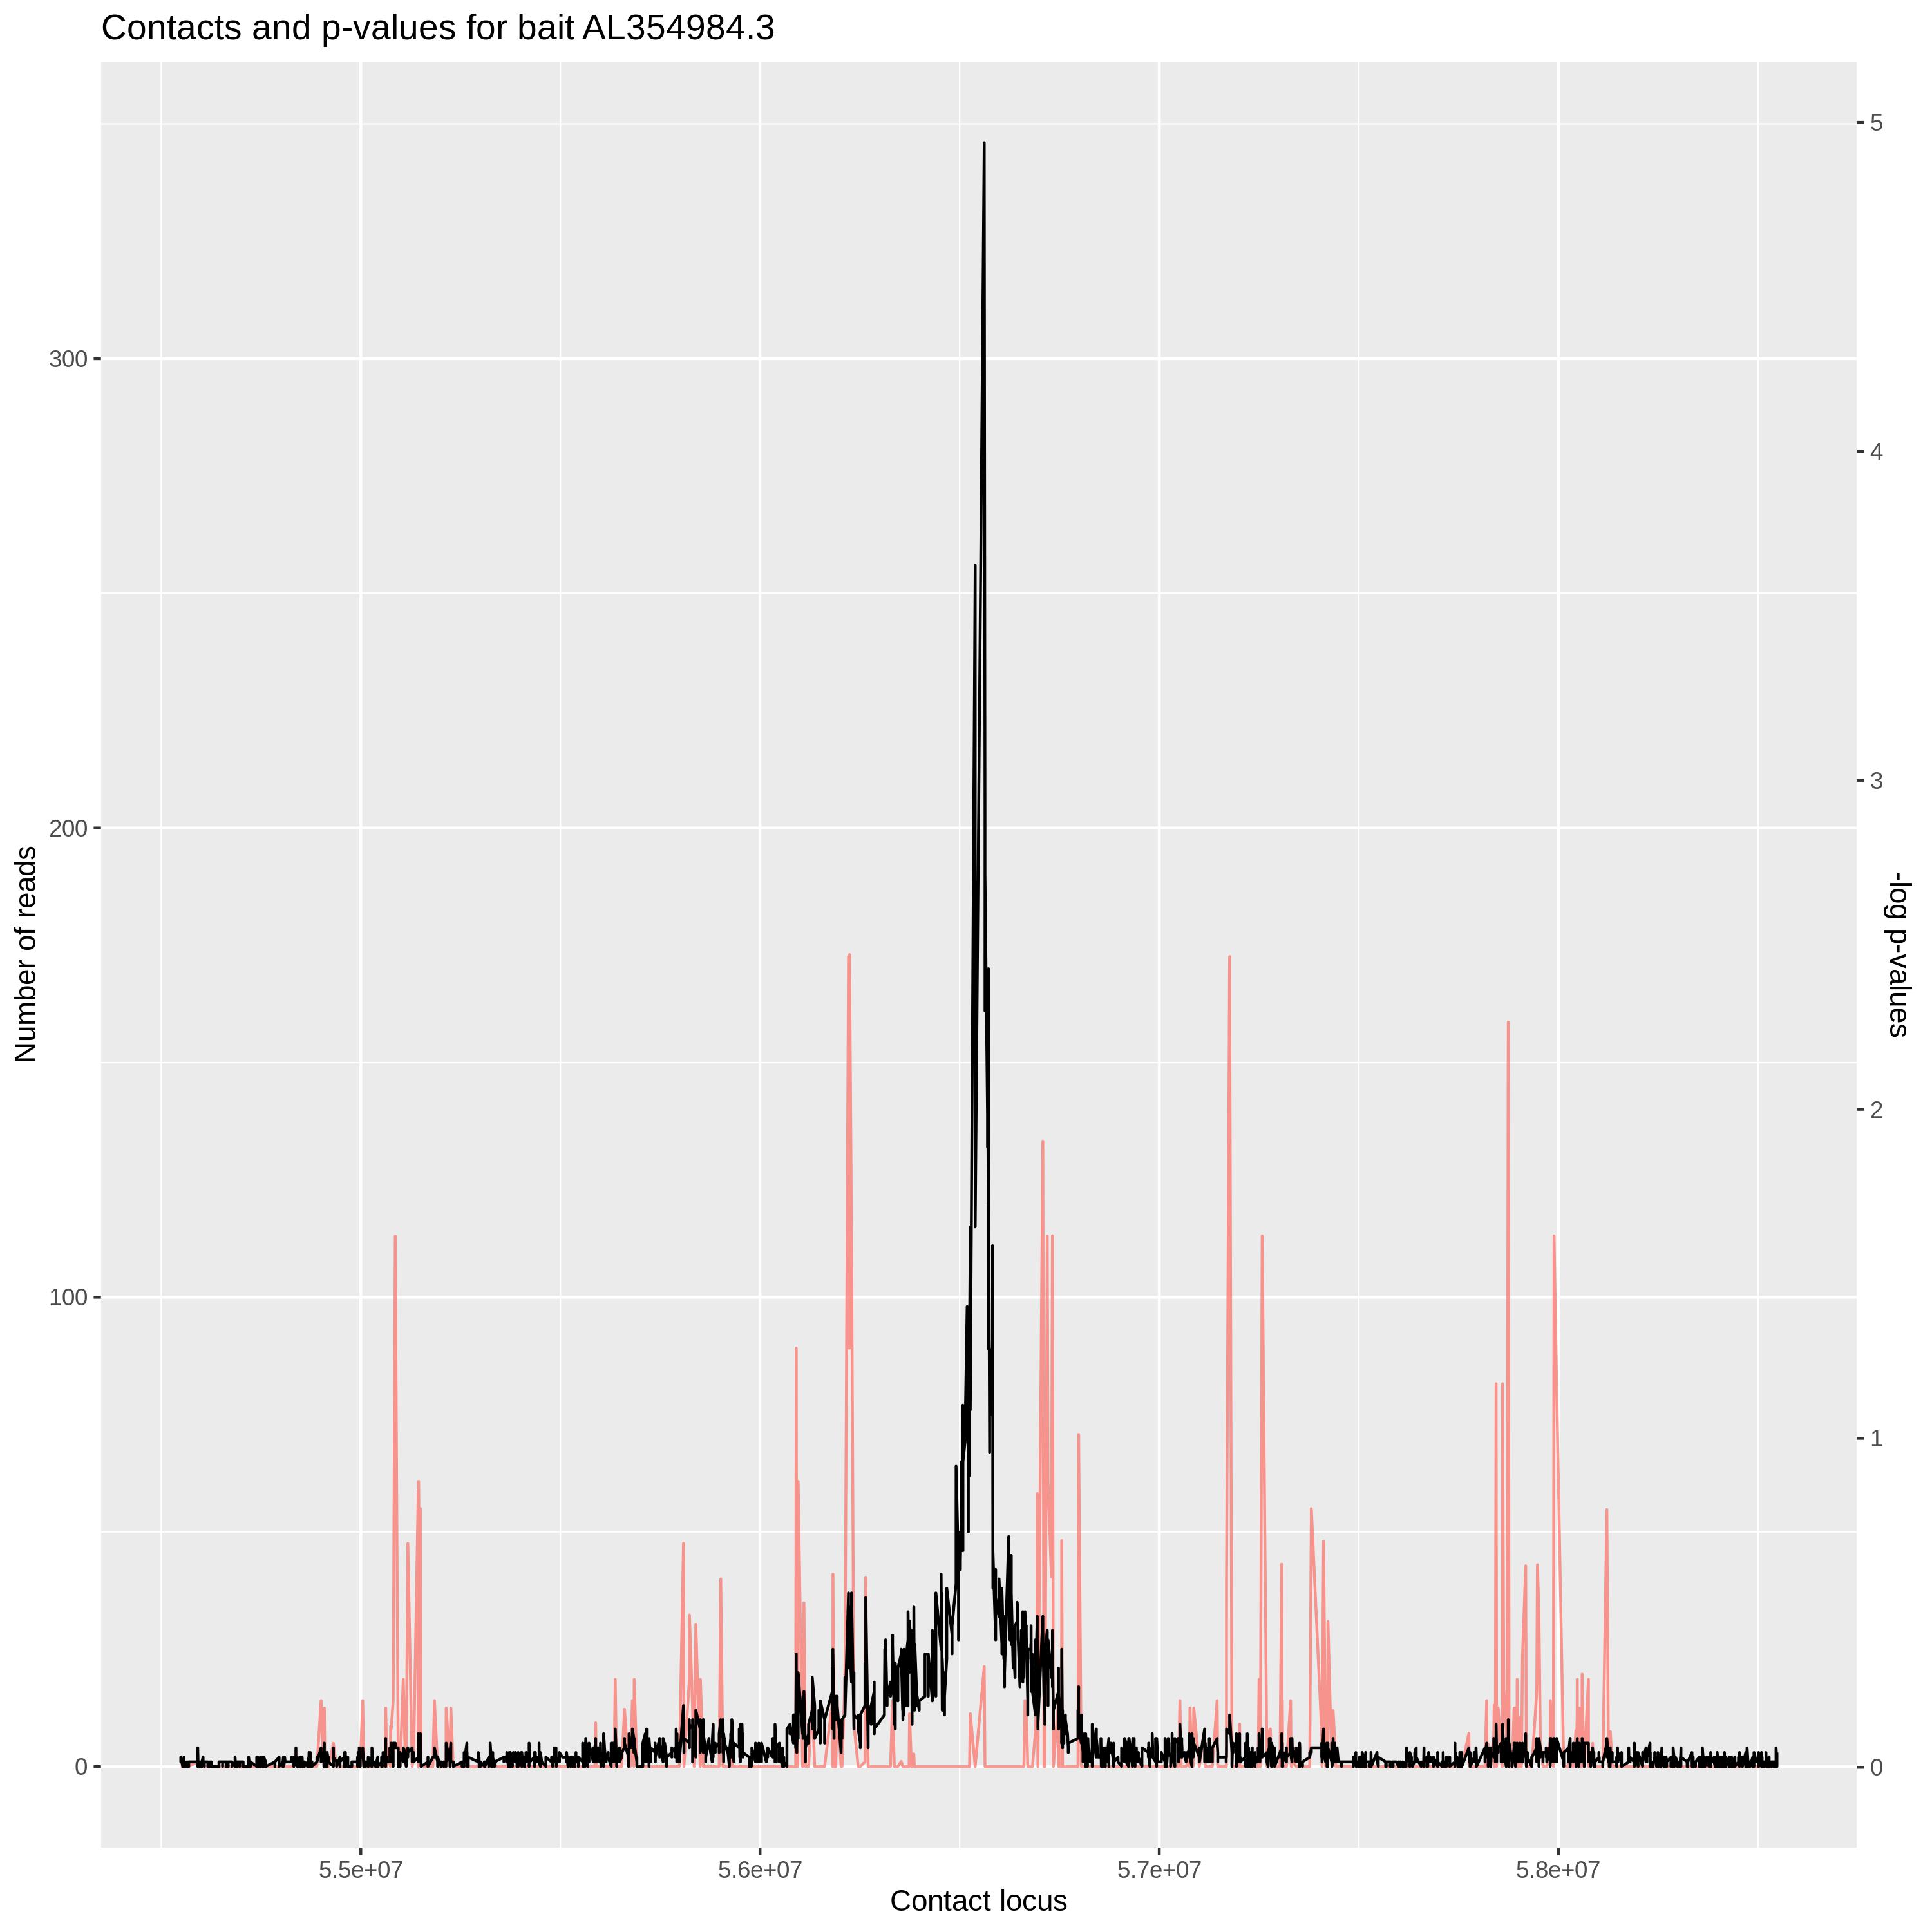 Contacts and p-values for bait AL354984.3
Number of reads
300
200
100
0
5
4
3
2
1
0
-log p-values
5.5e+07
5.6e+07
5.7e+07
5.8e+07
Contact locus